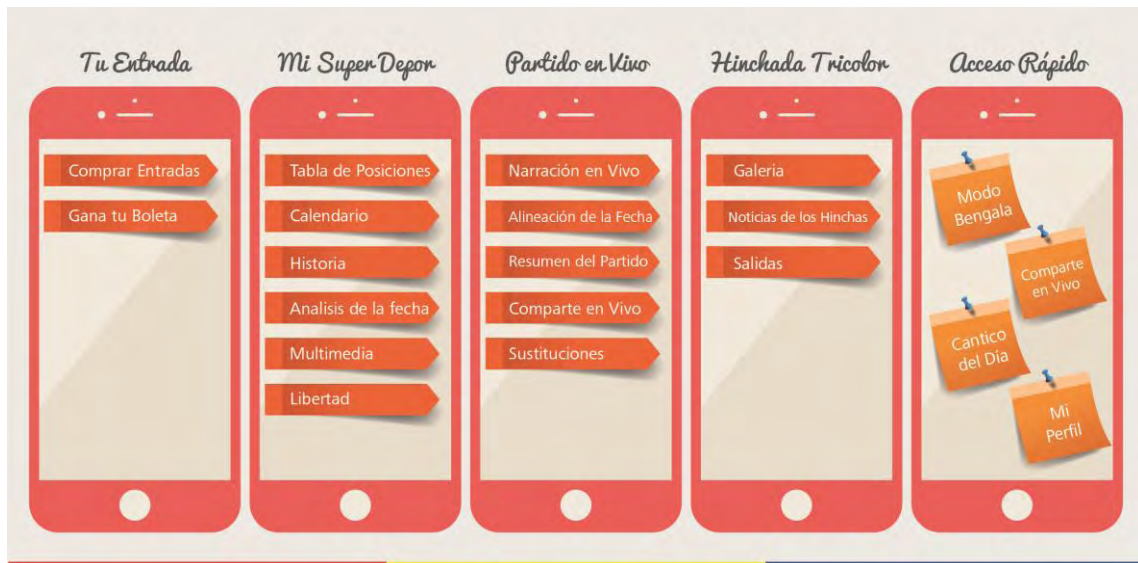 Tu Entrada
Comprar Entradas
Gana tu Boleta
Mi Super Depor
Tabla de Posiciones
Calendario
Historia
Analisis de la fecha
Multimedia
Libertad
Partido en Vivo
Narración en Vivo
Alineación de la Fecha
Resumen del Partido
Comparte en Vivo
Sustituciones
Hinchada Tricolor
Galeria
Noticias de los Hinchas
Salidas
Acceso Rápido
Modo
Bengala
Comparte
en Vivo
Cantico
del Día
Mi
Perfil